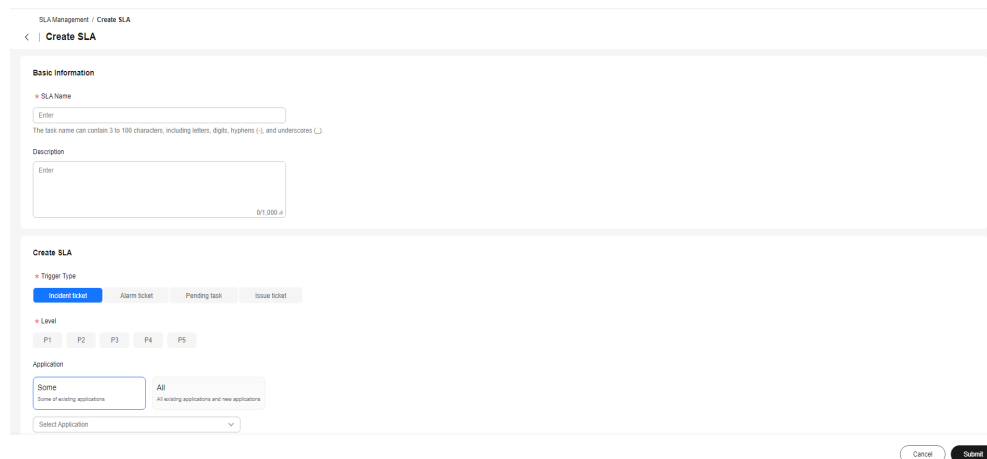 SLA Management / Create SLA
< | Create SLA
Basic Information
* SLA Name
Enter
The task name can contain 3 to 100 characters, including letters, digits, hyphens (-), and underscores (_).
Description
Enter
0/1,000
Create SLA
* Trigger Type
Incident ticket Alarm ticket Pending task Issue ticket
* Level
P1 P2 P3 P4 P5
Application
Some All
Some of existing applications All existing applications and new applications
Select Application
Cancel Submit